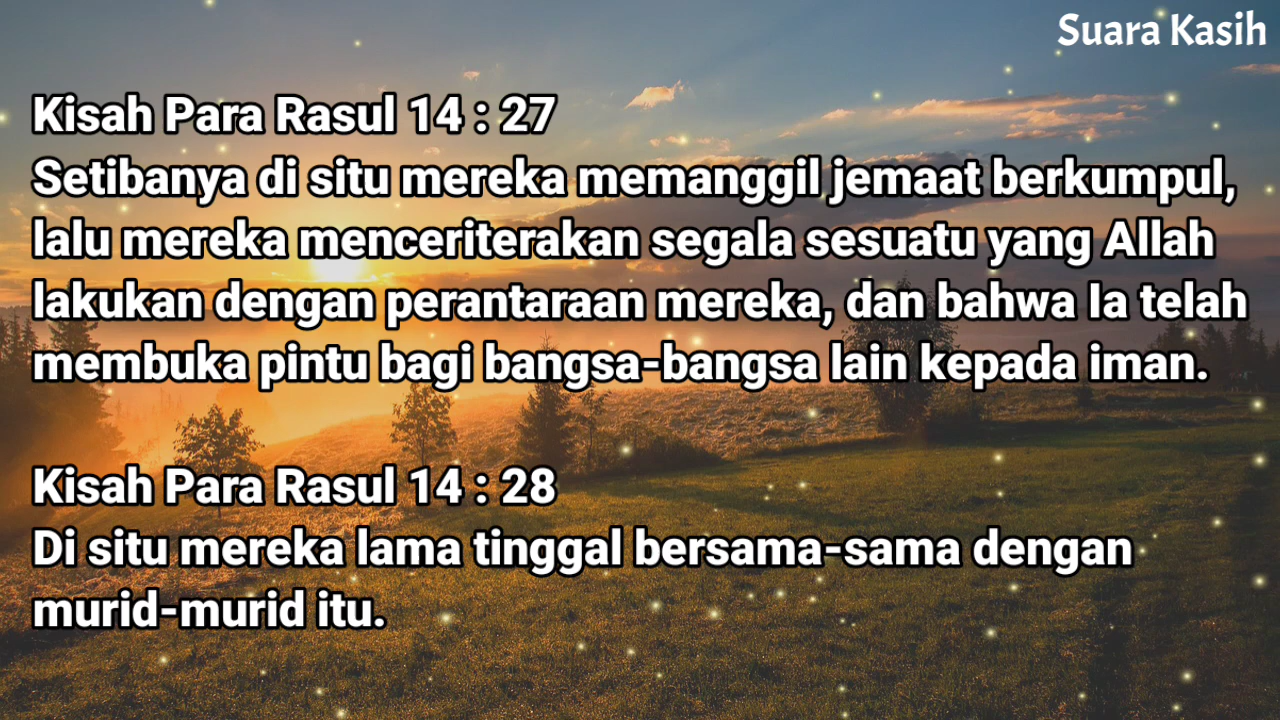 Suara Kasih
Kisah Para Rasul 14 : 27
Setibanya di situ mereka memanggil jemaat berkumpul,
lalu mereka menceriterakan segala sesuatu yang Allah
lakukan dengan perantaraan mereka, dan bahwa Ia telah
membuka pintu bagi bangsa-bangsa lain kepada iman.
Kisah Para Rasul 14 : 28
Di situ mereka lama tinggal bersama-sama dengan
murid-murid itu.